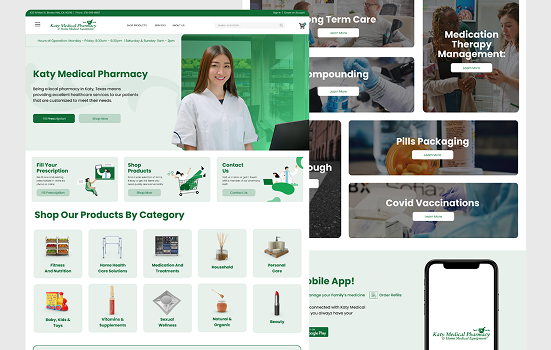 Sign In | Create an Account
Katy Medical Pharmacy
& Home Medical Equipment
SHOP PRODUCTS
SERVICES
ABOUT US
Hours of Operation: Monday - Friday: 8:30am - 5:30pm | Saturday & Sunday: 9am - 2pm
Katy Medical Pharmacy
Being a local pharmacy in Katy, Texas means
providing excellent healthcare services to our patients
that are customized to meet their needs.
Fill Prescription
Shop Now
Fill Your
Prescription
Fill Prescription
Shop
Products
Shop Now
Contact
Us
Contact Us
Shop Our Products By Category
Fitness
And Nutrition
Home Health
Care Solutions
Medication And
Treatments
Household
Personal
Care
Baby, Kids &
Toys
Vitamins &
Supplements
Sexual
Wellness
Natural &
Organic
Beauty
ong Term Care
Learn More
Medication
Therapy
Management:
Learn More
mpounding
Learn More
Pills Packaging
Learn More
ough
Covid Vaccinations
Learn More
obile App!
anage your family's medicine
Order Refills
connected with Katy Medical
you always have your
Google Play
Katy Medical Pharmacy
& Home Medical Equipment